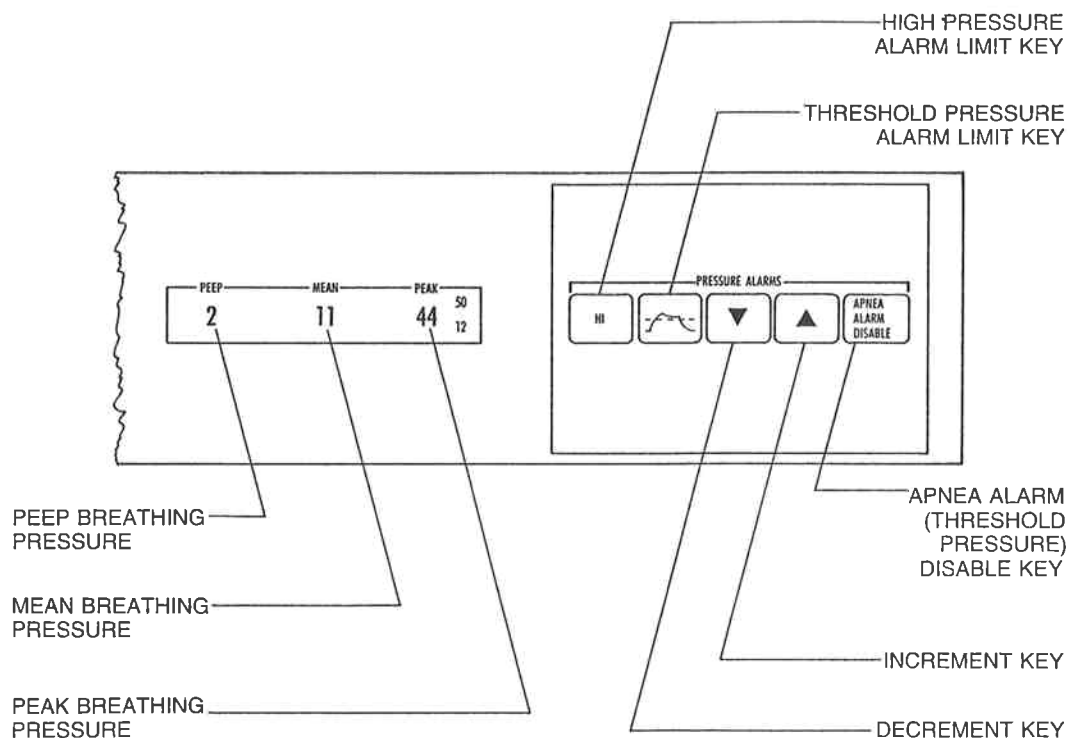 HIGH PRESSURE
ALARM LIMIT KEY
THRESHOLD PRESSURE
ALARM LIMIT KEY
PEEP
MEAN
PEAK
2
11
44
50
12
PRESSURE ALARMS
HI
APNEA
ALARM
DISABLE
PEEP BREATHING
PRESSURE
MEAN BREATHING
PRESSURE
PEAK BREATHING
PRESSURE
APNEA ALARM
(THRESHOLD
PRESSURE)
DISABLE KEY
INCREMENT KEY
DECREMENT KEY